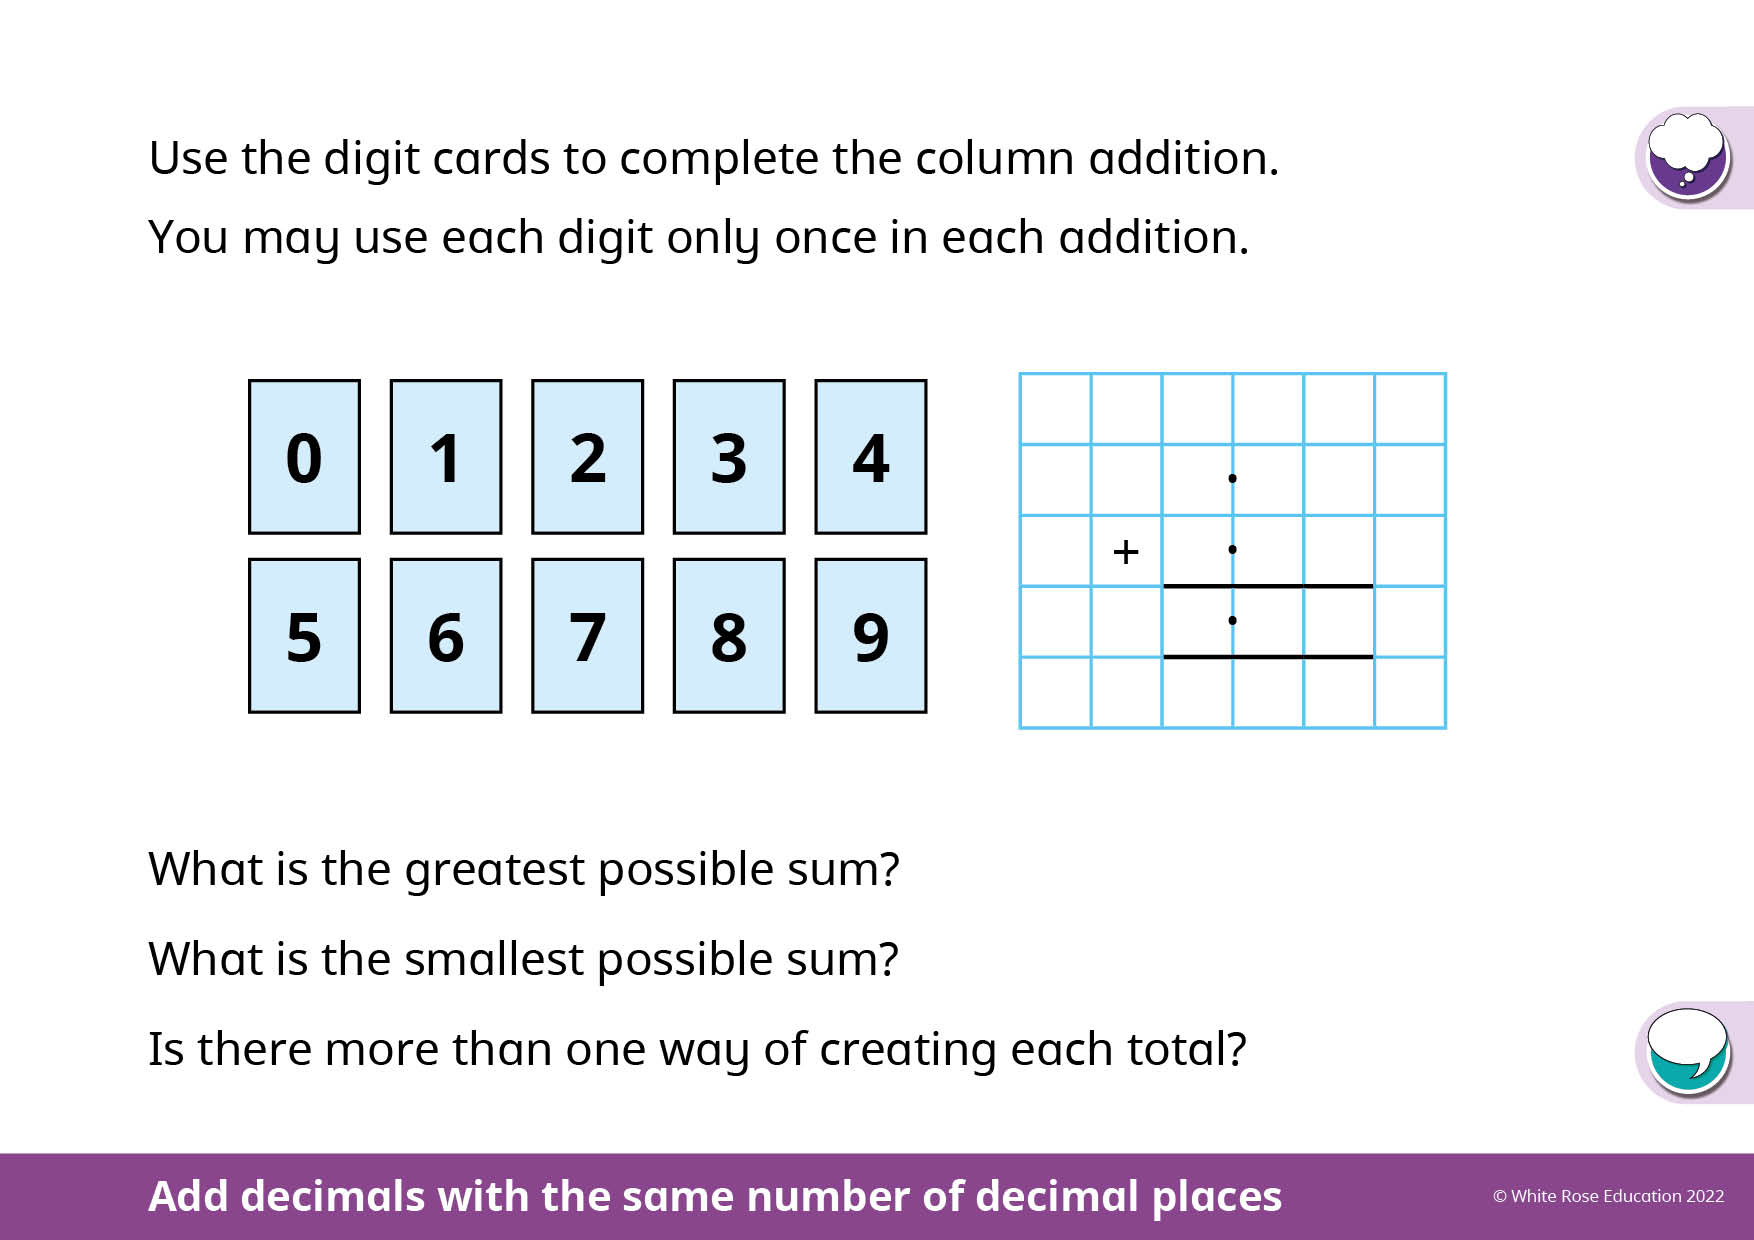 Use the digit cards to complete the column addition.
You may use each digit only once in each addition.
0 1 2 3 4
5 6 7 8 9
.
+ .
.
What is the greatest possible sum?
What is the smallest possible sum?
Is there more than one way of creating each total?
Add decimals with the same number of decimal places
© White Rose Education 2022